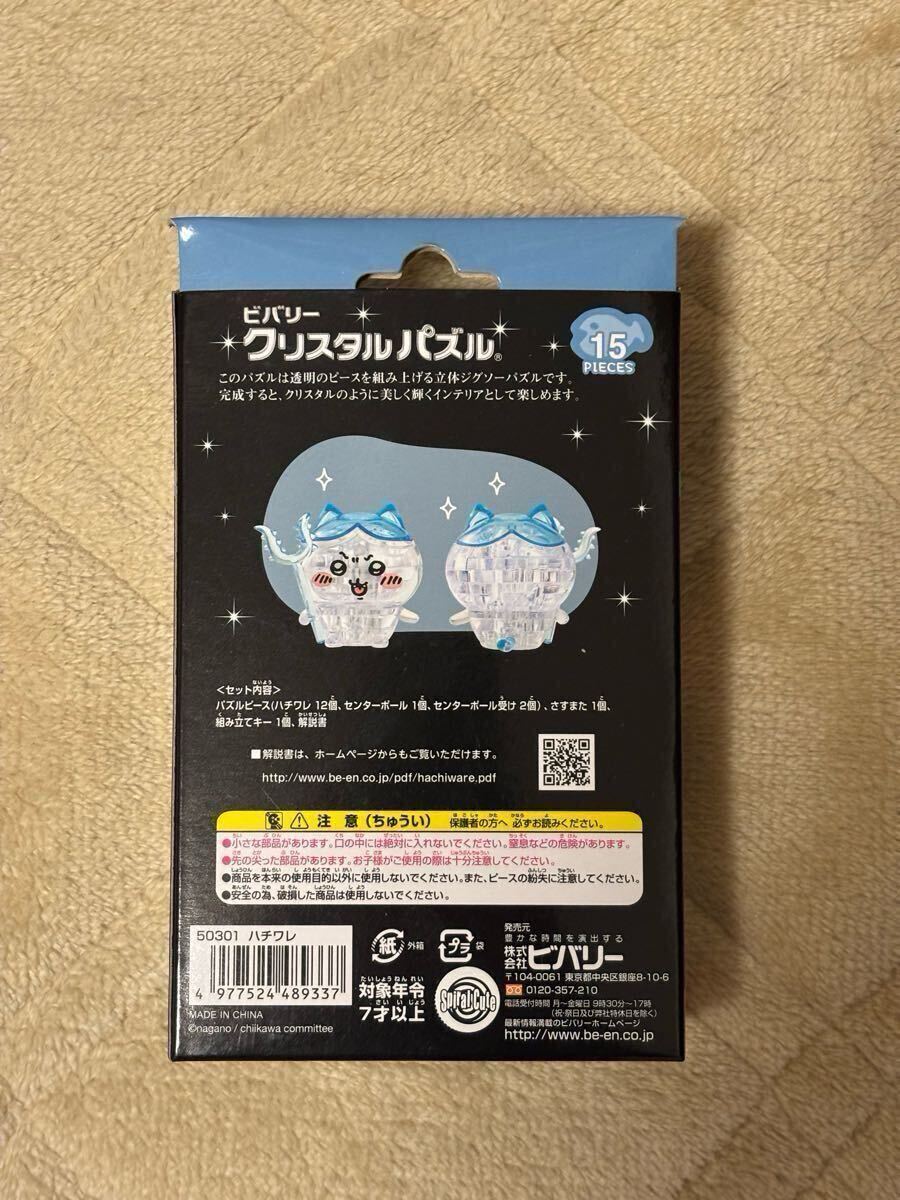 ビバリー
クリスタルパズル®
15
PIECES
このパズルは透明のピースを組み上げる立体ジグソーパズルです。
完成すると、クリスタルのように美しく輝くインテリアとして楽しめます。
＜セット内容＞
パズルピース(ハチワレ 12個、センターポール 1個、センターポール受け 2個)、さすまた 1個、
組み立てキー 1個、解説書
■解説書は、ホームページからもご覧いただけます。
http://www.be-en.co.jp/pdf/hachiware.pdf
注 意（ちゅうい） 保護者の方へ 必ずお読みください。
●小さな部品があります。口の中には絶対に入れないでください。窒息などの危険があります。
●先の尖った部品があります。お子様がご使用の際は十分注意してください。
●商品を本来の使用目的以外に使用しないでください。また、ピースの紛失に注意してください。
●安全の為、破損した商品は使用しないでください。
50301 ハチワレ
4 977524 489337
MADE IN CHINA
©nagano / chiikawa committee
紙 外箱
プラ 袋
対象年令
7才以上
Spiral Cute
発売元
豊かな時間を演出する
株式会社 ビバリー
〒104-0061 東京都中央区銀座8-10-6
0120-357-210
電話受付時間 月～金曜日 9時30分～17時
(祝・祭日及び弊社特休日を除く)
最新情報満載のビバリーホームページ
http://www.be-en.co.jp